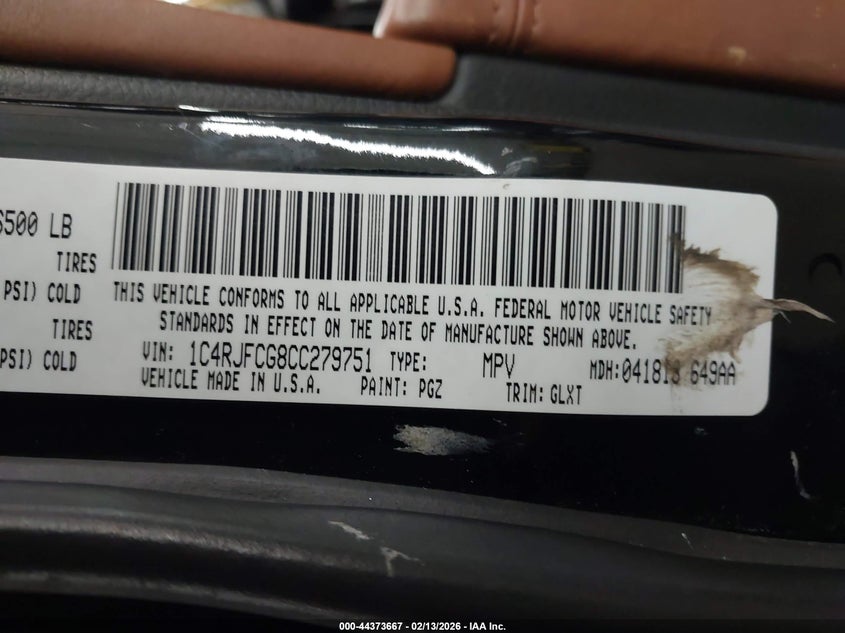 6500 LB
TIRES
PSI) COLD
TIRES
PSI) COLD
THIS VEHICLE CONFORMS TO ALL APPLICABLE U.S.A. FEDERAL MOTOR VEHICLE SAFETY
STANDARDS IN EFFECT ON THE DATE OF MANUFACTURE SHOWN ABOVE.
VIN: 1C4RJFCG8CC279751 TYPE: MPV MDH: 649AA
VEHICLE MADE IN U.S.A. PAINT: PGZ TRIM: GLXT
000-44373667 - 02/13/2026 - IAA Inc.